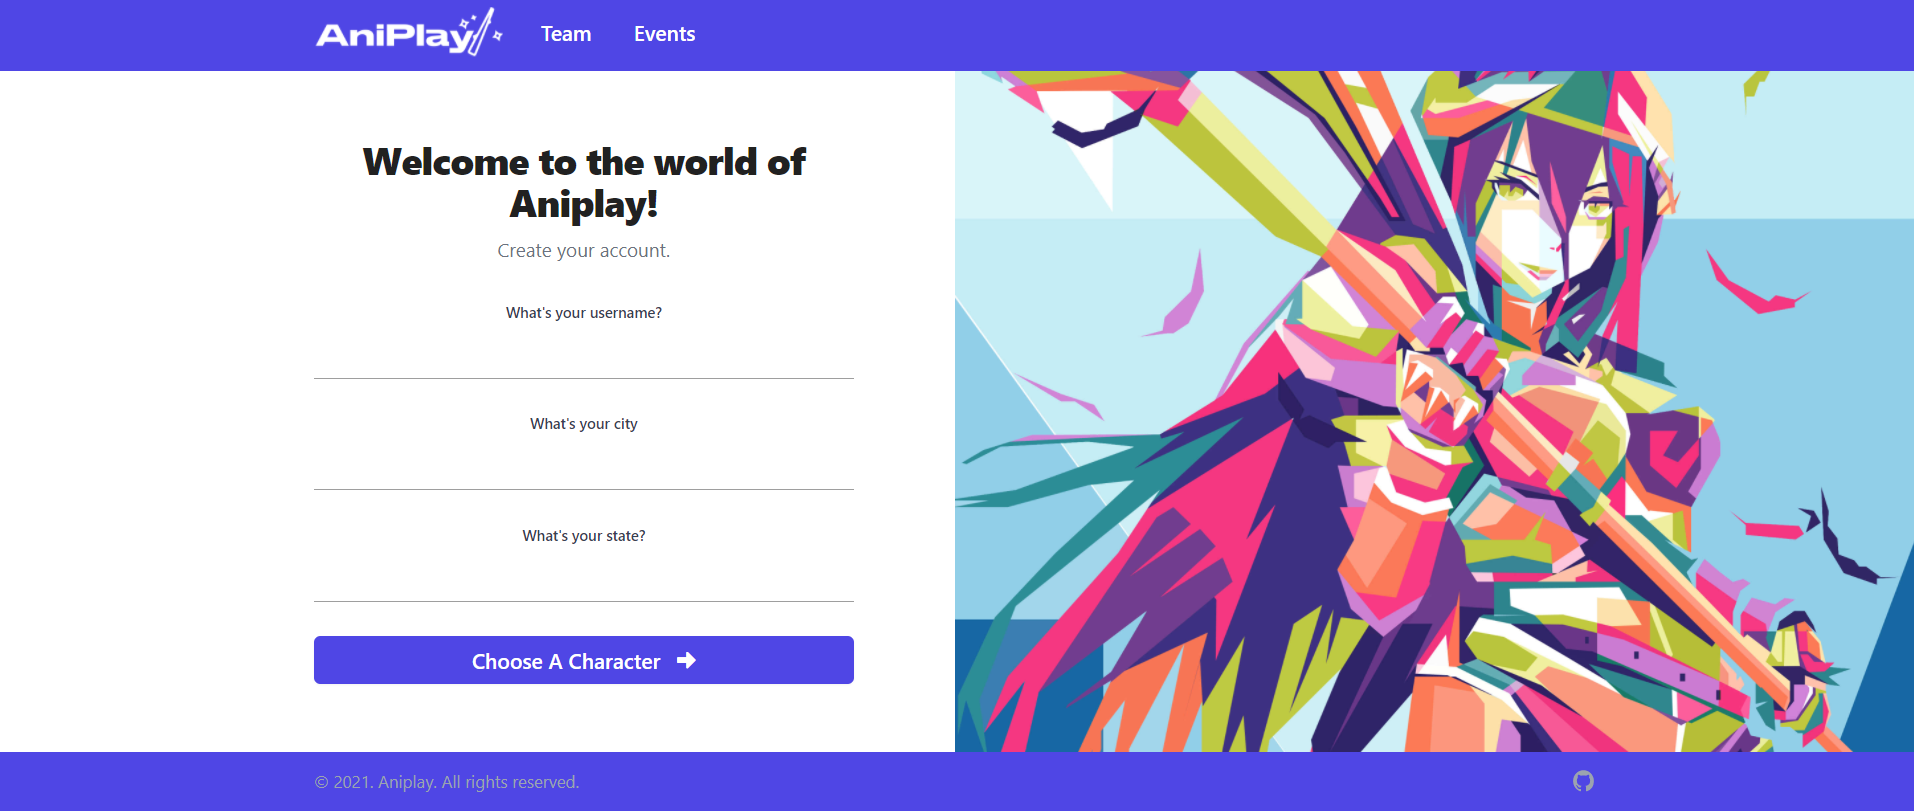 AniPlay
Team
Events
Welcome to the world of
Aniplay!
Create your account.
What's your username?
What's your city
What's your state?
Choose A Character
© 2021. Aniplay. All rights reserved.